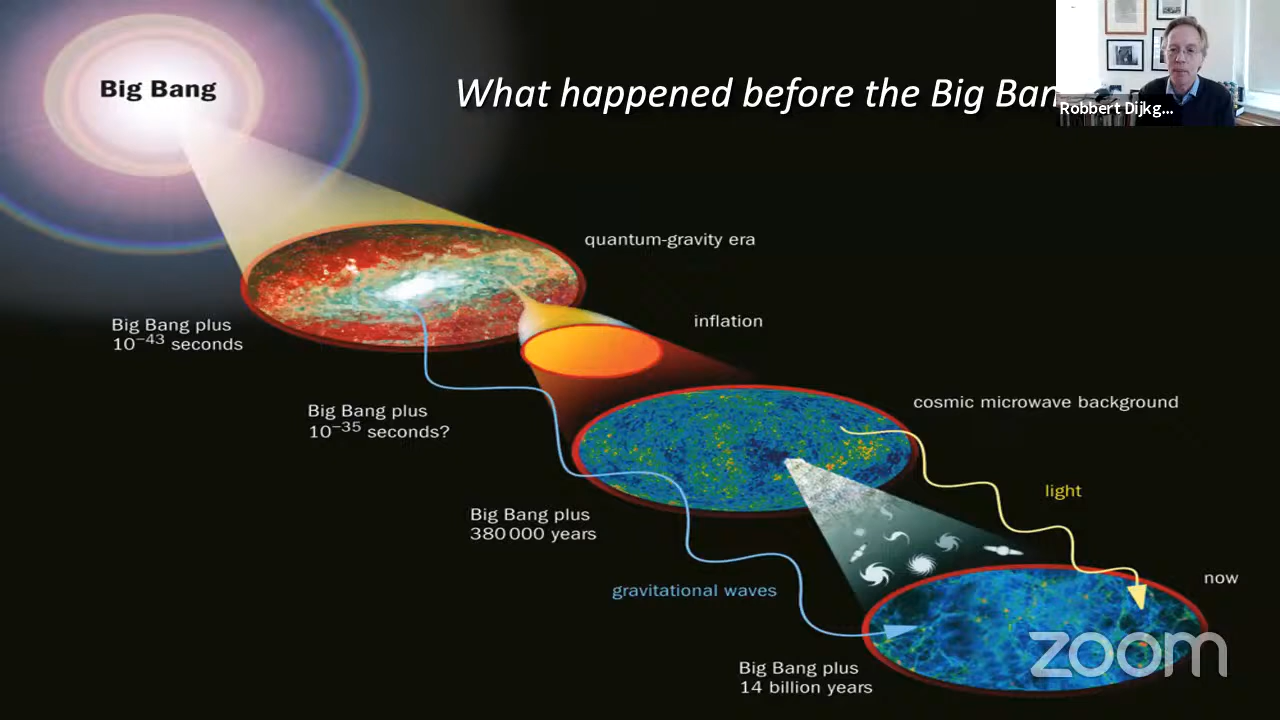 Big Bang
What happened before the Big Ban
Robbert Dijkg...
quantum-gravity era
Big Bang plus
10⁻⁴³ seconds
inflation
Big Bang plus
10⁻³⁵ seconds?
cosmic microwave background
light
Big Bang plus
380 000 years
gravitational waves
now
zoom
Big Bang plus
14 billion years